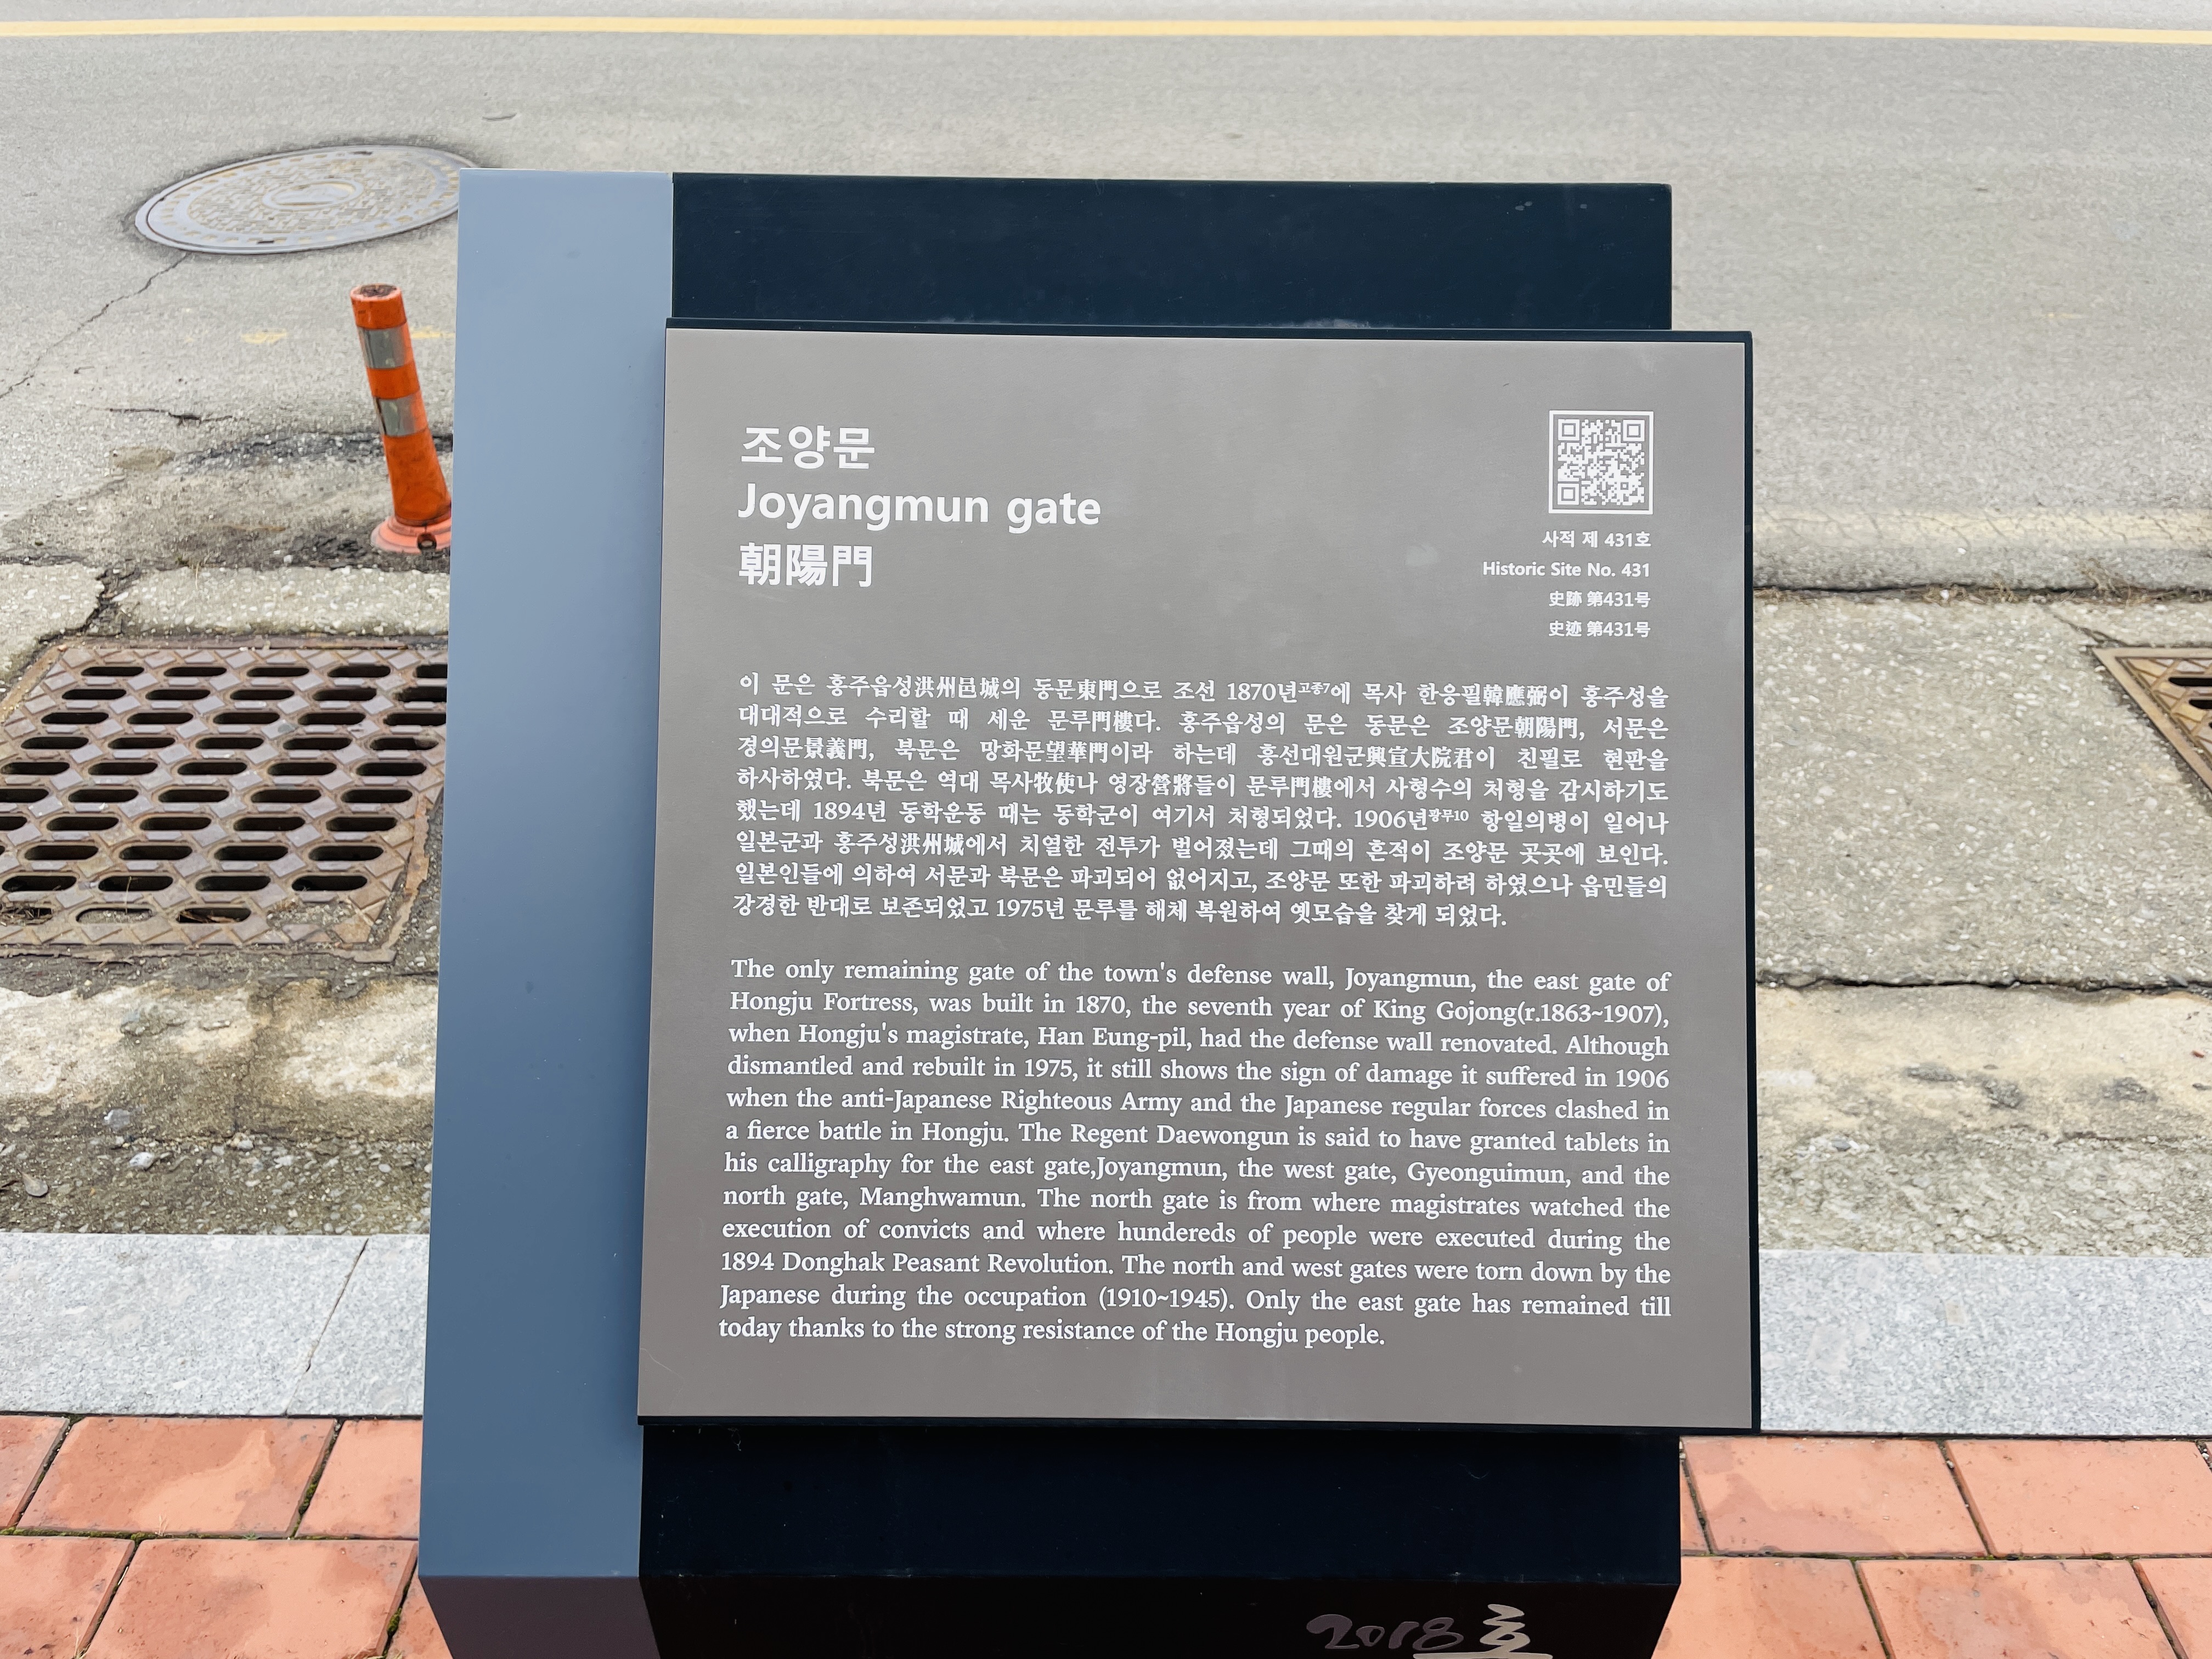 조양문
Joyangmun gate
朝陽門
사적 제 431호
Historic Site No. 431
史跡 第431号
史迹 第431号
이 문은 홍주읍성洪州邑城의 동문東門으로 조선 1870년고종7에 목사 한응필韓應弼이 홍주성을
대대적으로 수리할 때 세운 문루門樓다. 홍주읍성의 문은 동문은 조양문朝陽門, 서문은
경의문景義門, 북문은 망화문望華門이라 하는데 흥선대원군興宣大院君이 친필로 현판을
하사하였다. 북문은 역대 목사牧使나 영장營將들이 문루門樓에서 사형수의 처형을 감시하기도
했는데 1894년 동학운동 때는 동학군이 여기서 처형되었다. 1906년광무10 항일의병이 일어나
일본군과 홍주성洪州城에서 치열한 전투가 벌어졌는데 그때의 흔적이 조양문 곳곳에 보인다.
일본인들에 의하여 서문과 북문은 파괴되어 없어지고, 조양문 또한 파괴하려 하였으나 읍민들의
강경한 반대로 보존되었고 1975년 문루를 해체 복원하여 옛모습을 찾게 되었다.
The only remaining gate of the town's defense wall, Joyangmun, the east gate of
Hongju Fortress, was built in 1870, the seventh year of King Gojong(r.1863~1907),
when Hongju's magistrate, Han Eung-pil, had the defense wall renovated. Although
dismantled and rebuilt in 1975, it still shows the sign of damage it suffered in 1906
when the anti-Japanese Righteous Army and the Japanese regular forces clashed in
a fierce battle in Hongju. The Regent Daewongun is said to have granted tablets in
his calligraphy for the east gate,Joyangmun, the west gate, Gyeonguimun, and the
north gate, Manghwamun. The north gate is from where magistrates watched the
execution of convicts and where hundereds of people were executed during the
1894 Donghak Peasant Revolution. The north and west gates were torn down by the
Japanese during the occupation (1910~1945). Only the east gate has remained till
today thanks to the strong resistance of the Hongju people.
2018